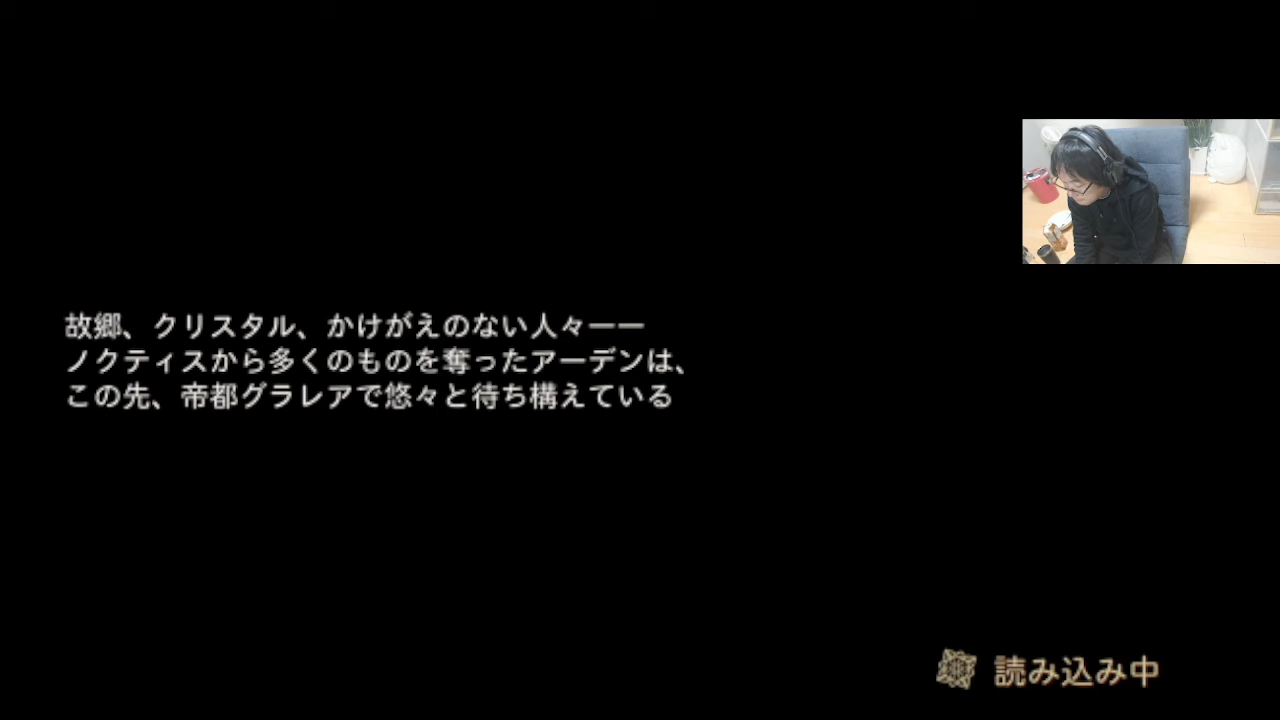 故郷、クリスタル、かけがえのない人々ーー
ノクティスから多くのものを奪ったアーデンは、
この先、帝都グラレアで悠々と待ち構えている
読み込み中